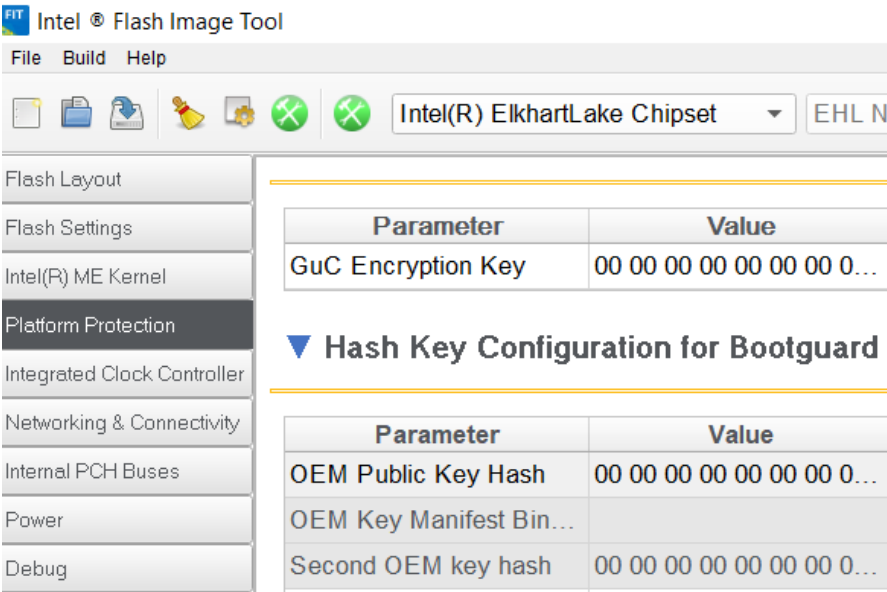 FIT Intel ® Flash Image Tool
File Build Help
Intel(R) ElkhartLake Chipset EHL N
Flash Layout
Flash Settings
Intel(R) ME Kernel
Platform Protection
Integrated Clock Controller
Networking & Connectivity
Internal PCH Buses
Power
Debug
Parameter Value
GuC Encryption Key 00 00 00 00 00 00 00 0...
Hash Key Configuration for Bootguard
Parameter Value
OEM Public Key Hash 00 00 00 00 00 00 00 0...
OEM Key Manifest Bin...
Second OEM key hash 00 00 00 00 00 00 00 0...